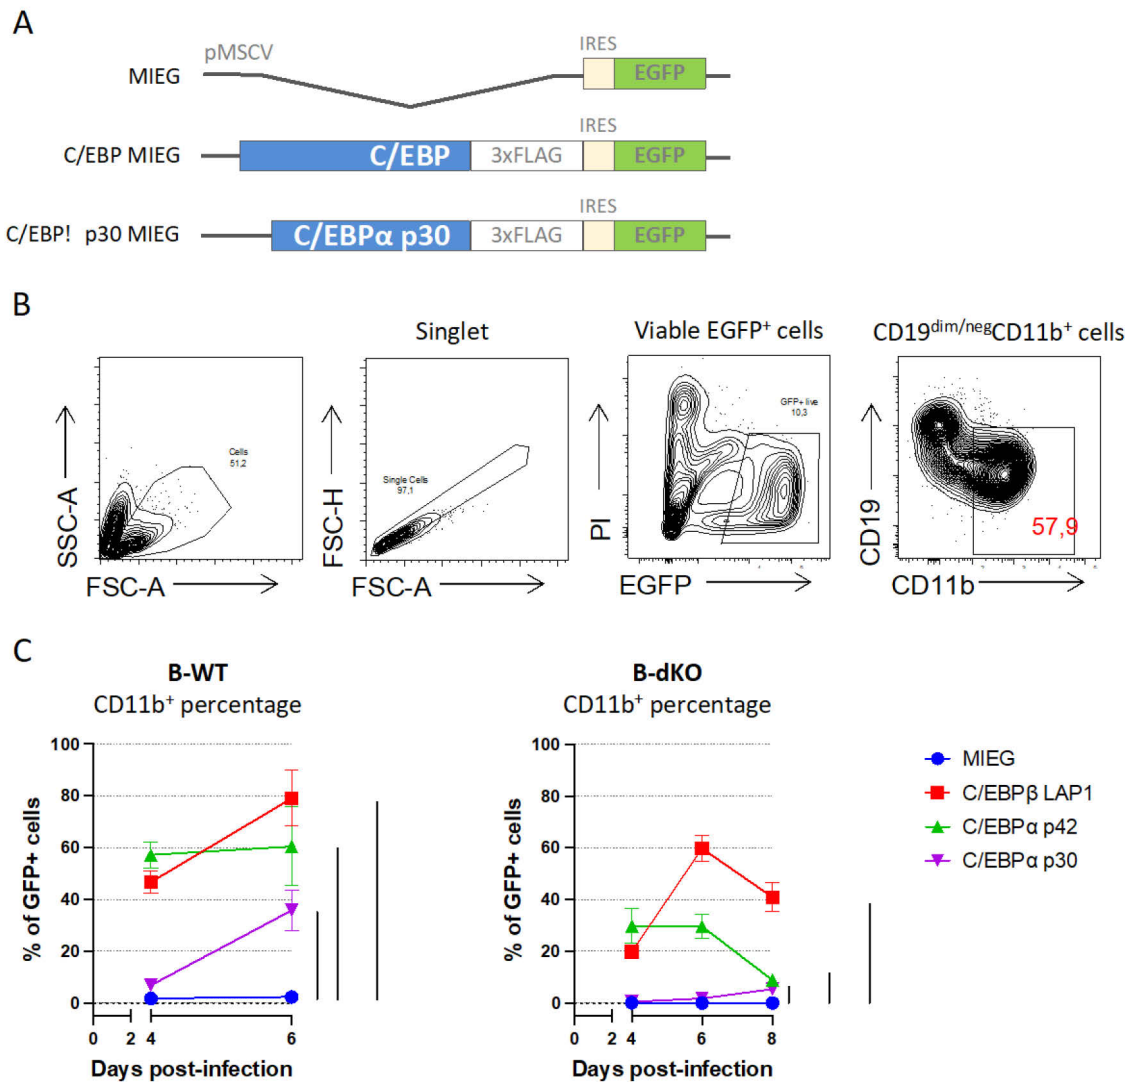 A
pMSCV
IRES
MIEG
EGFP
IRES
C/EBP MIEG
C/EBP
3xFLAG
EGFP
IRES
C/EBP! p30 MIEG
C/EBPα p30
3xFLAG
EGFP
B
Singlet
Viable EGFP+ cells
CD19dim/negCD11b+ cells
SSC-A
Cells
51,2
FSC-A
FSC-H
Single Cells
97,1
FSC-A
PI
GFP+ live
10,3
EGFP
CD19
57,9
CD11b
C
B-WT
CD11b+ percentage
% of GFP+ cells
100
80
60
40
20
0
0 2 4 6
Days post-infection
B-dKO
CD11b+ percentage
% of GFP+ cells
100
80
60
40
20
0
0 2 4 6 8
Days post-infection
MIEG
C/EBPβ LAP1
C/EBPα p42
C/EBPα p30